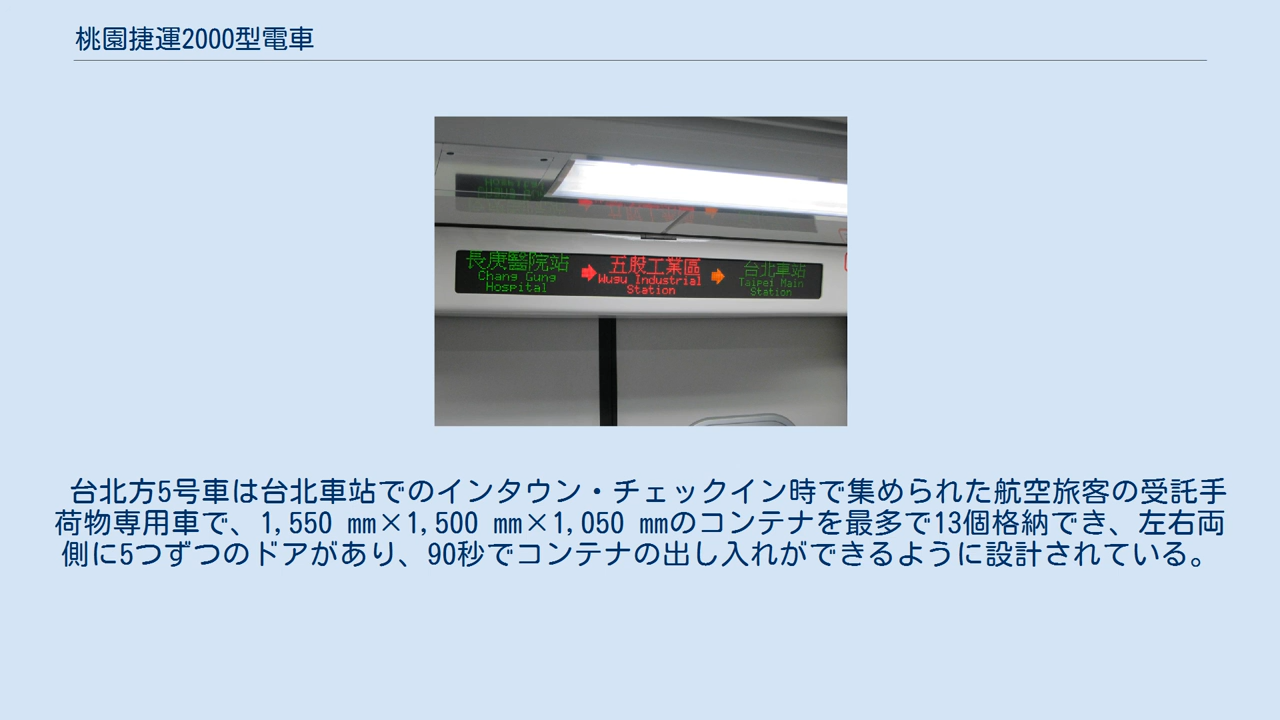 桃園捷運2000型電車
長庚醫院站
Chang Gung
Hospital
五股工業區
Wugu Industrial
Station
台北車站
Taipei Main
Station
台北方5号車は台北車站でのインタウン・チェックイン時で集められた航空旅客の受託手
荷物専用車で、1,550 mm×1,500 mm×1,050 mmのコンテナを最多で13個格納でき、左右両
側に5つずつのドアがあり、90秒でコンテナの出し入れができるように設計されている。